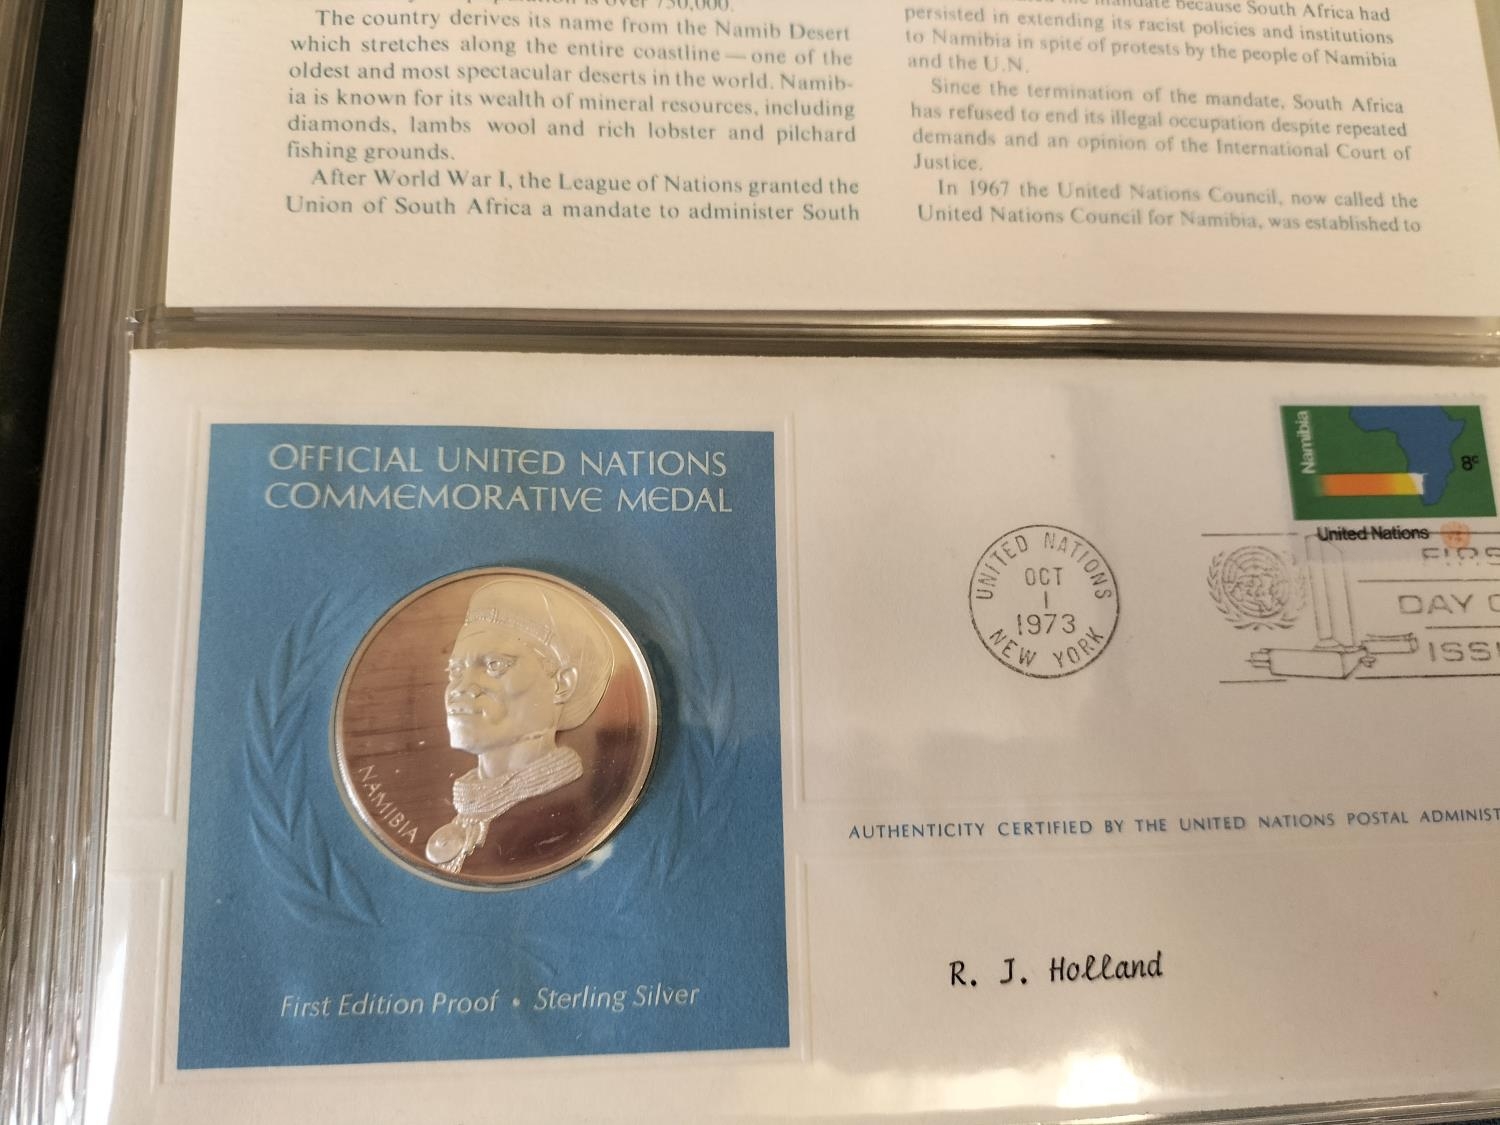 is over 750,000.
The country derives its name from the Namib Desert
which stretches along the entire coastline — one of the
oldest and most spectacular deserts in the world. Namib-
ia is known for its wealth of mineral resources, including
diamonds, lambs wool and rich lobster and pilchard
fishing grounds.
After World War I, the League of Nations granted the
Union of South Africa a mandate to administer South
mandate because South Africa had
persisted in extending its racist policies and institutions
to Namibia in spite of protests by the people of Namibia
and the U.N.
Since the termination of the mandate, South Africa
has refused to end its illegal occupation despite repeated
demands and an opinion of the International Court of
Justice.
In 1967 the United Nations Council, now called the
United Nations Council for Namibia, was established to
OFFICIAL UNITED NATIONS
COMMEMORATIVE MEDAL
NAMIBIA
First Edition Proof • Sterling Silver
Namibia
8c
United Nations
UNITED NATIONS
OCT
1
1973
NEW YORK
FIRS
DAY O
ISS
AUTHENTICITY CERTIFIED BY THE UNITED NATIONS POSTAL ADMINIST
R. J. Holland